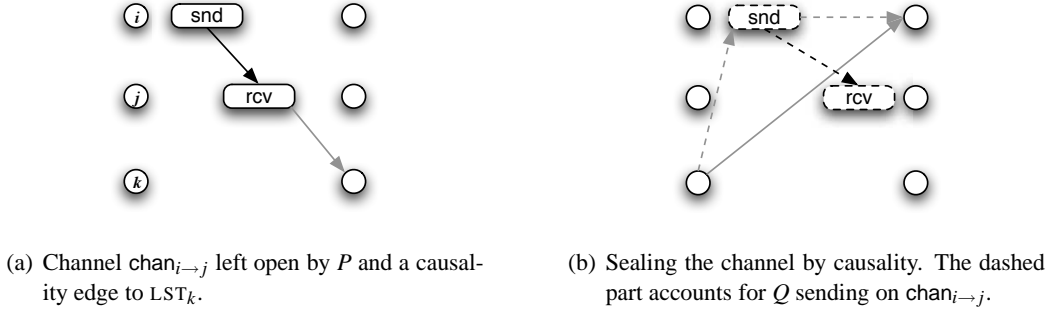 i snd snd
j rcv rcv
k
(a) Channel chan_{i→j} left open by P and a causal-
ity edge to LST_k.
(b) Sealing the channel by causality. The dashed
part accounts for Q sending on chan_{i→j}.